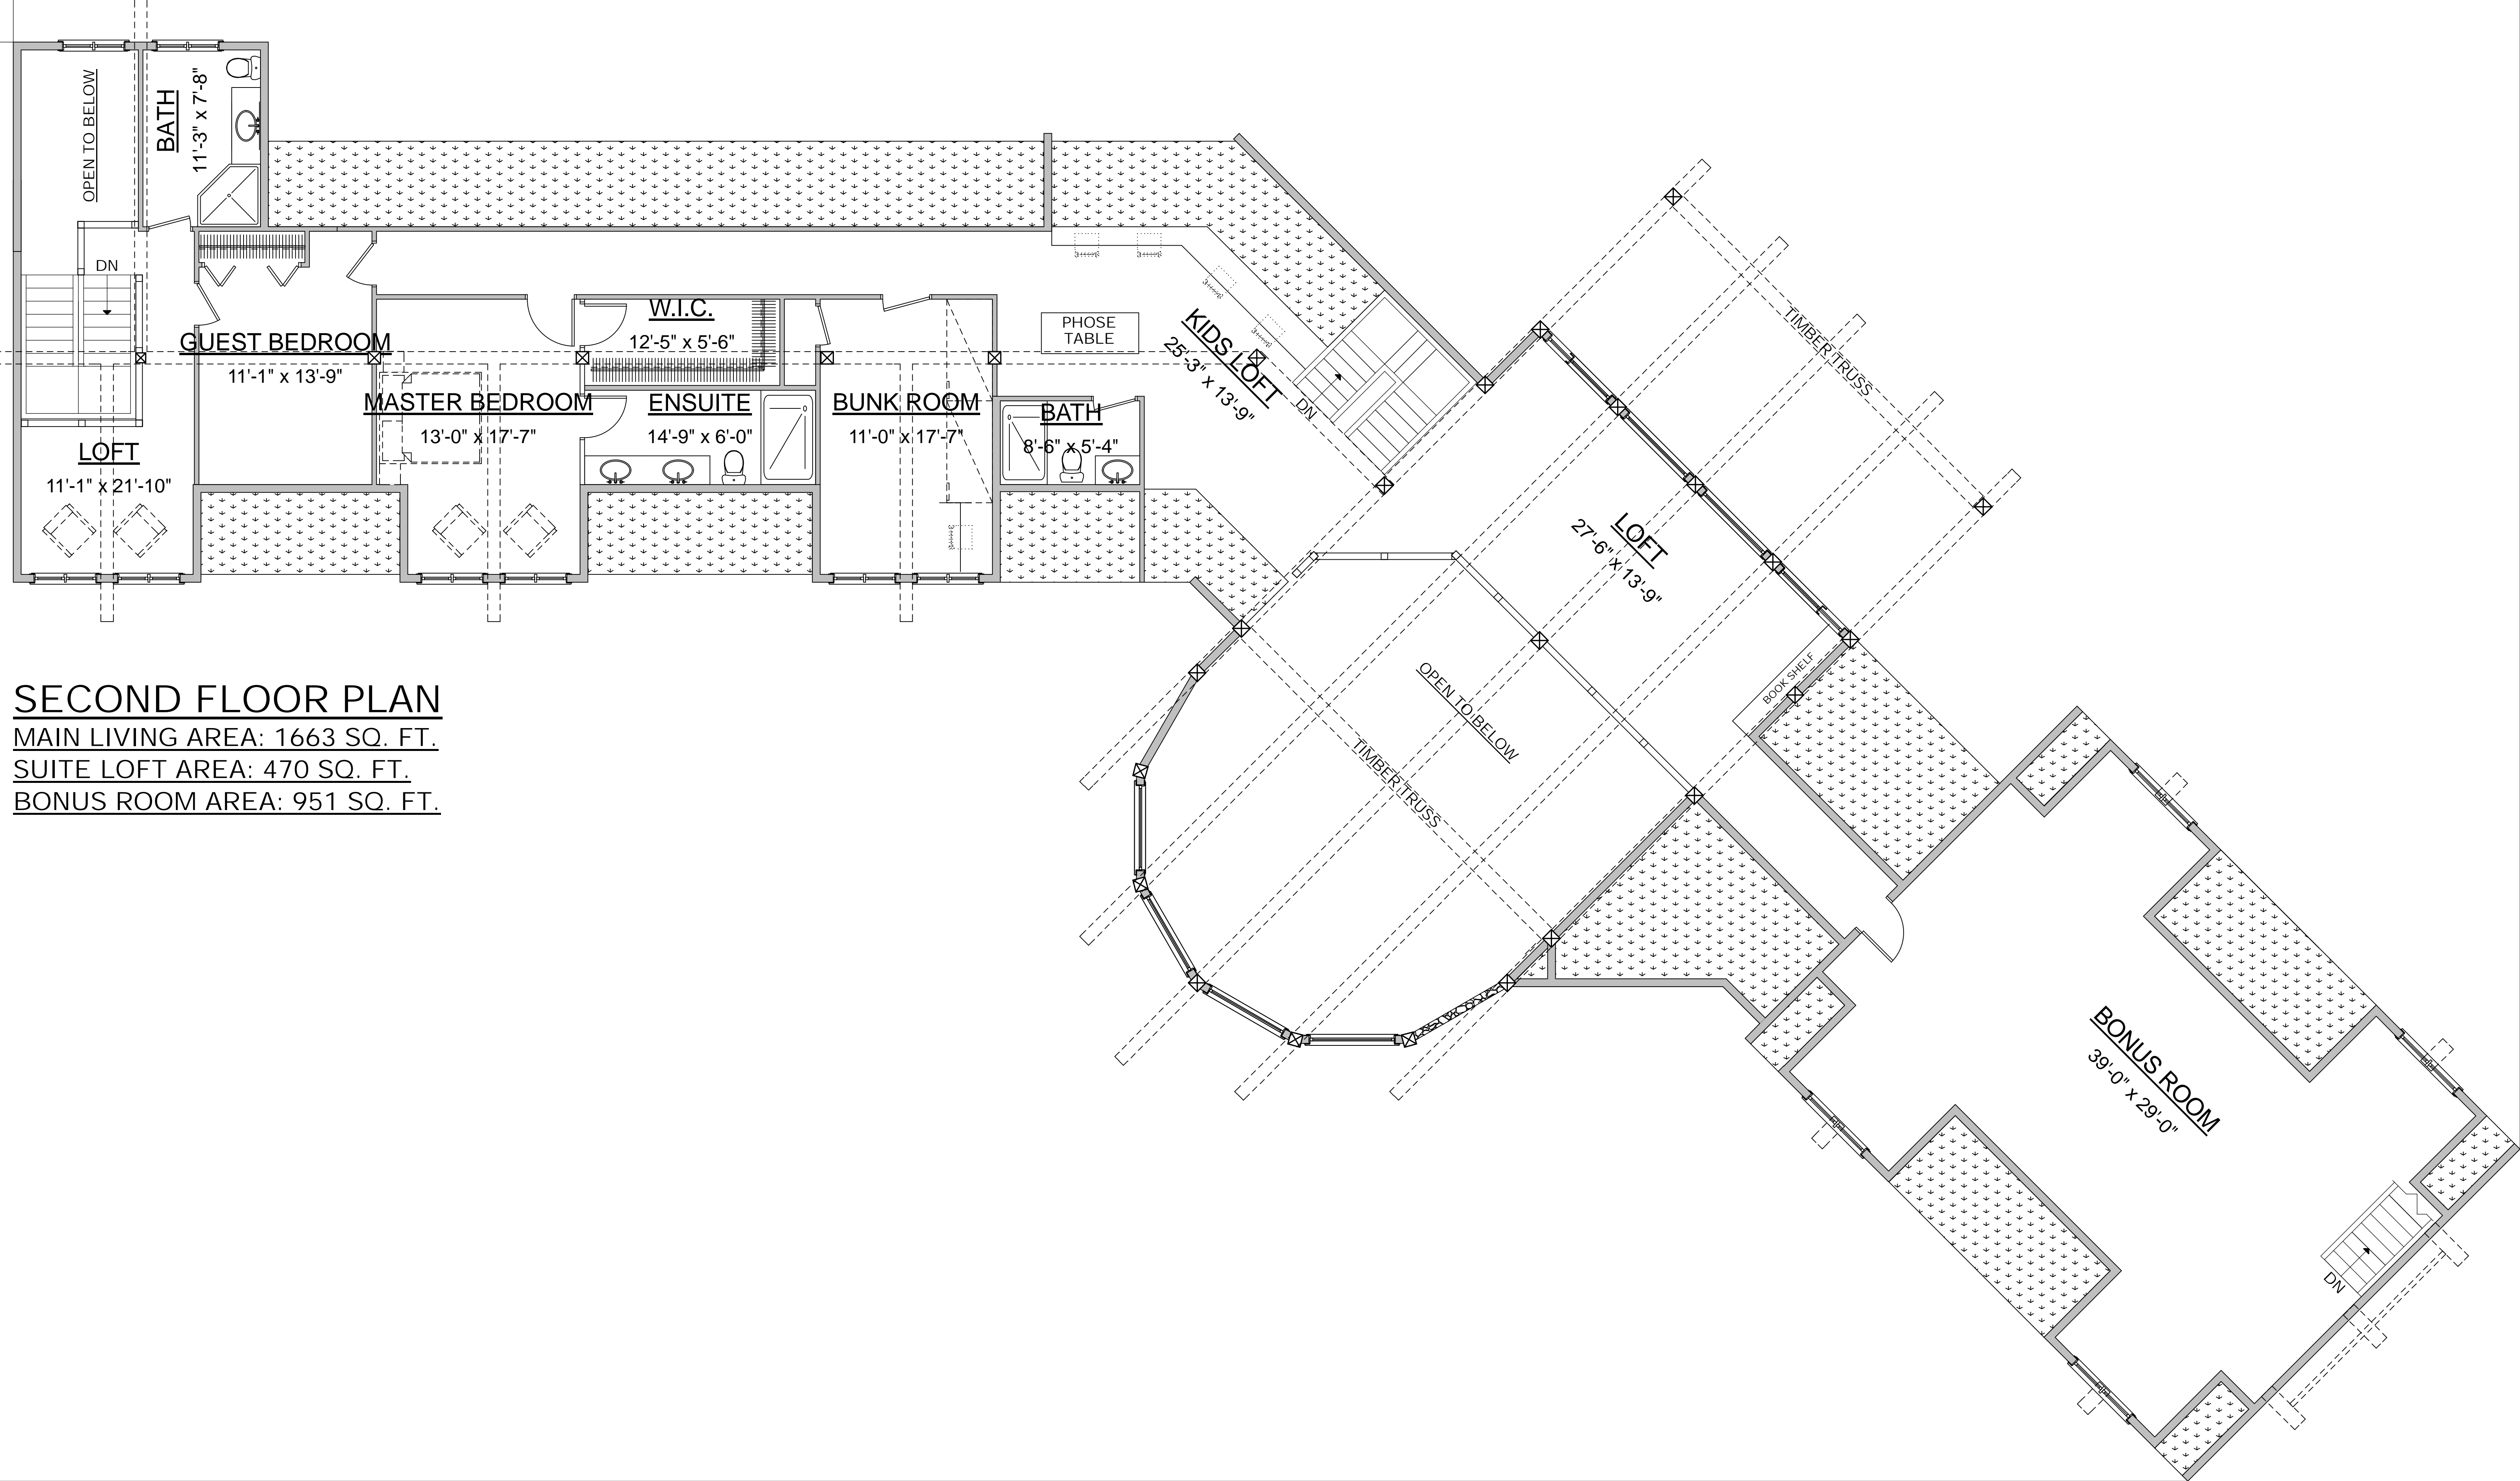 OPEN TO BELOW
BATH
11'-3" x 7'-8"
DN
GUEST BEDROOM
11'-1" x 13'-9"
LOFT
11'-1" x 21'-10"
MASTER BEDROOM
13'-0" x 17'-7"
W.I.C.
12'-5" x 5'-6"
ENSUITE
14'-9" x 6'-0"
BUNK ROOM
11'-0" x 17'-7"
BATH
8'-6" x 5'-4"
PHOSE
TABLE
KIDS LOFT
25'-3" x 13'-9"
DN
TIMBER TRUSS
LOFT
27'-6" x 13'-9"
BOOK SHELF
OPEN TO BELOW
TIMBER TRUSS
BONUS ROOM
39'-0" x 29'-0"
DN
SECOND FLOOR PLAN
MAIN LIVING AREA: 1663 SQ. FT.
SUITE LOFT AREA: 470 SQ. FT.
BONUS ROOM AREA: 951 SQ. FT.